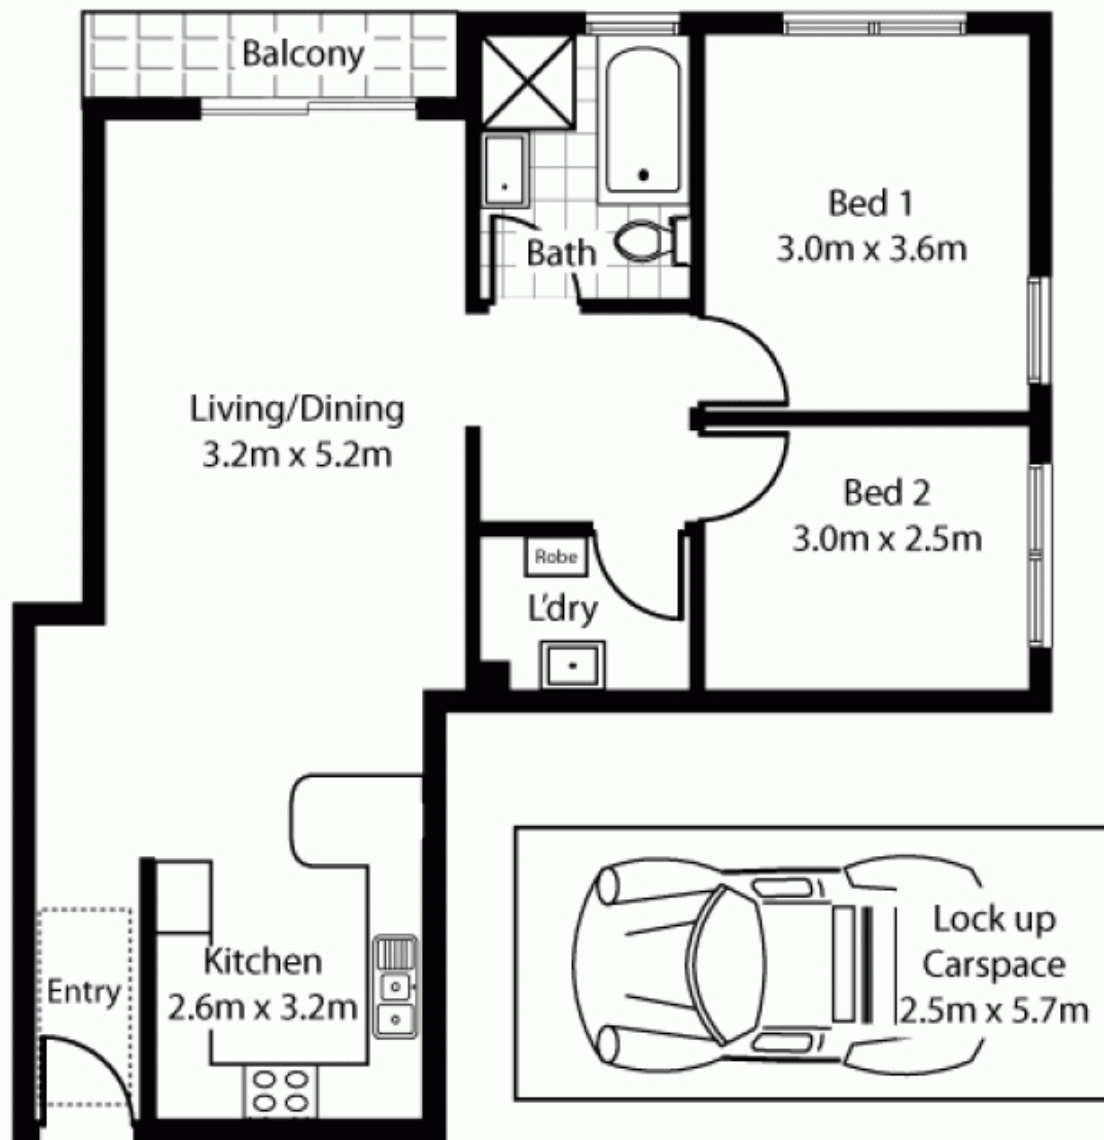 Balcony
Bed 1
3.0m x 3.6m
Bath
Living/Dining
3.2m x 5.2m
Bed 2
3.0m x 2.5m
Robe
L'dry
Kitchen
2.6m x 3.2m
Entry
Lock up
Carspace
2.5m x 5.7m